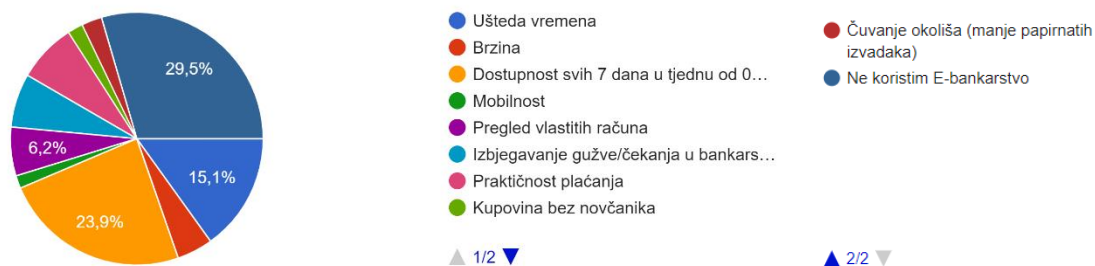 29,5%
6,2%
15,1%
23,9%
Ušteda vremena
Brzina
Dostupnost svih 7 dana u tjednu od 0…
Mobilnost
Pregled vlastitih računa
Izbjegavanje gužve/čekanja u bankars…
Praktičnost plaćanja
Kupovina bez novčanika
1/2
Čuvanje okoliša (manje papirnatih
izvadaka)
Ne koristim E-bankarstvo
2/2